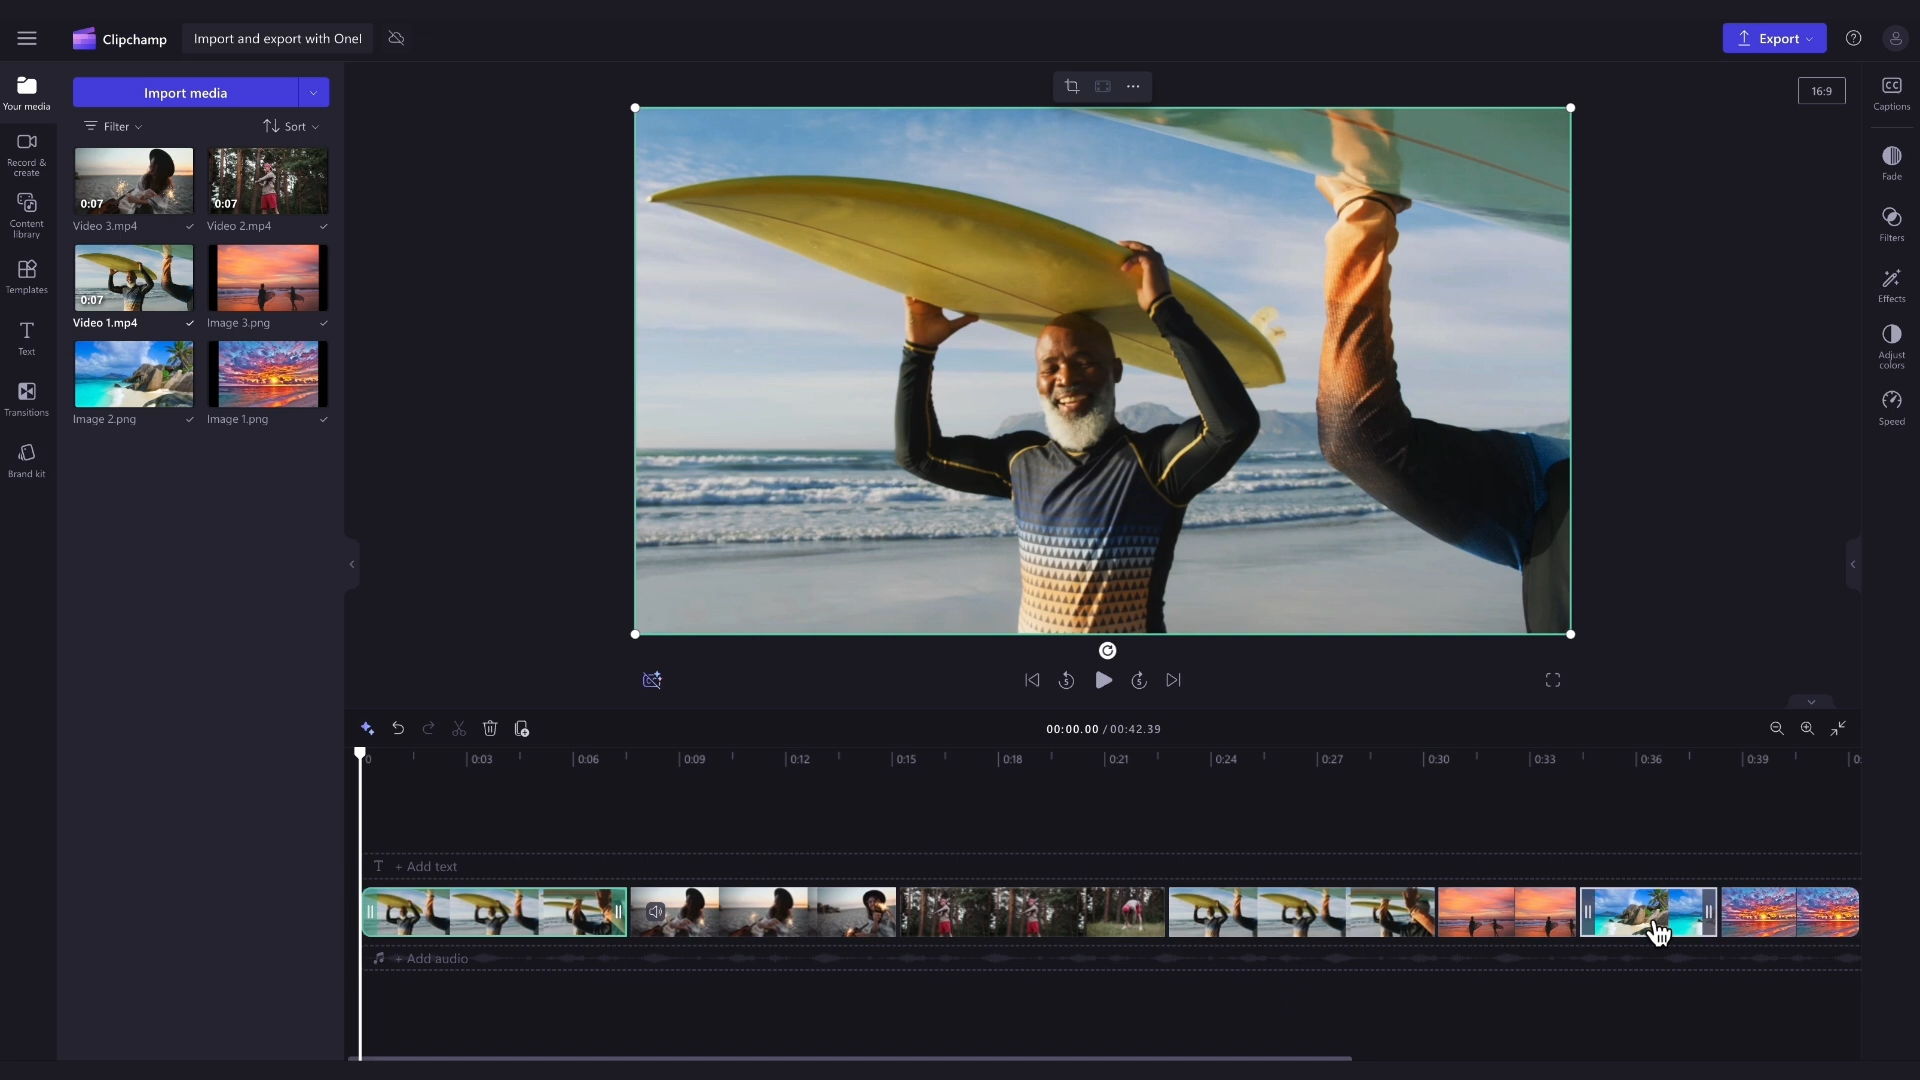 Clipchamp
Import and export with Onel
Export
Your media
Import media
Filter
Sort
16:9
Captions
Record &
create
0:07
0:07
Video 3.mp4
Video 2.mp4
Fade
Content
library
Filters
Templates
0:07
Video 1.mp4
Image 3.png
Effects
Text
Adjust
colors
Transitions
Image 2.png
Image 1.png
Speed
Brand kit
5
5
00:00.00 / 00:42.39
0
0:03
0:06
0:09
0:12
0:15
0:18
0:21
0:24
0:27
0:30
0:33
0:36
0:39
0:
T + Add text
+ Add audio